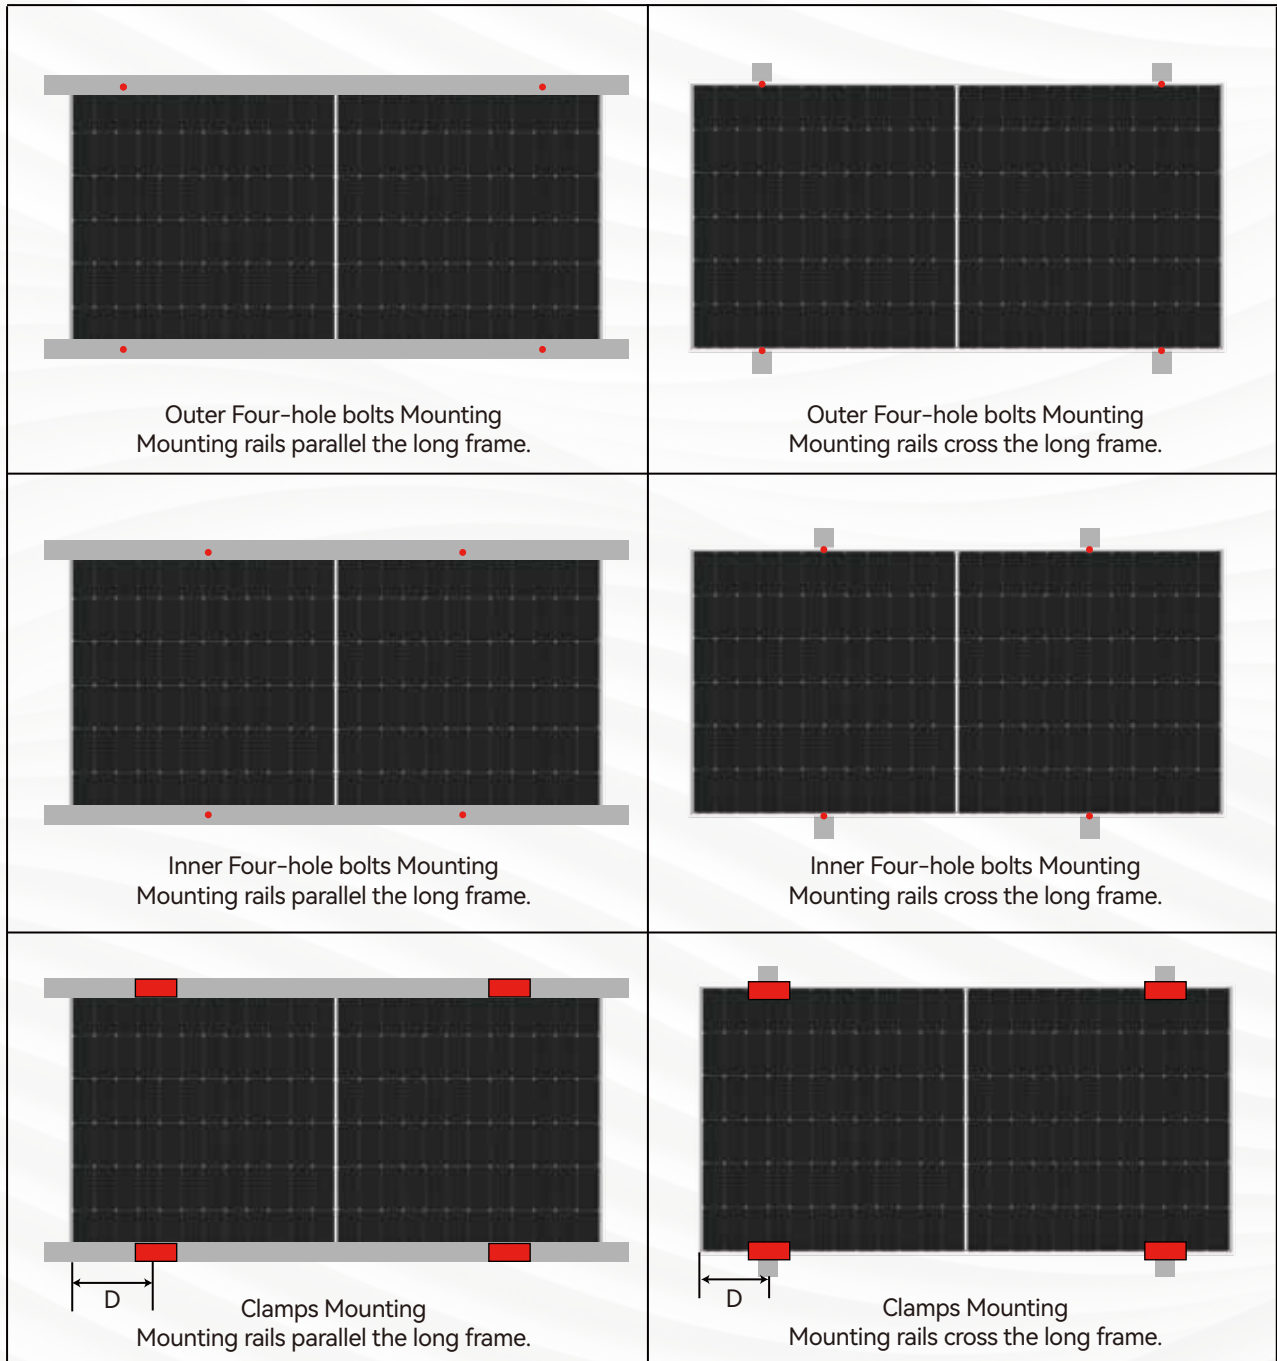 Outer Four-hole bolts Mounting
Mounting rails parallel the long frame.
Outer Four-hole bolts Mounting
Mounting rails cross the long frame.
Inner Four-hole bolts Mounting
Mounting rails parallel the long frame.
Inner Four-hole bolts Mounting
Mounting rails cross the long frame.
D
Clamps Mounting
Mounting rails parallel the long frame.
D
Clamps Mounting
Mounting rails cross the long frame.